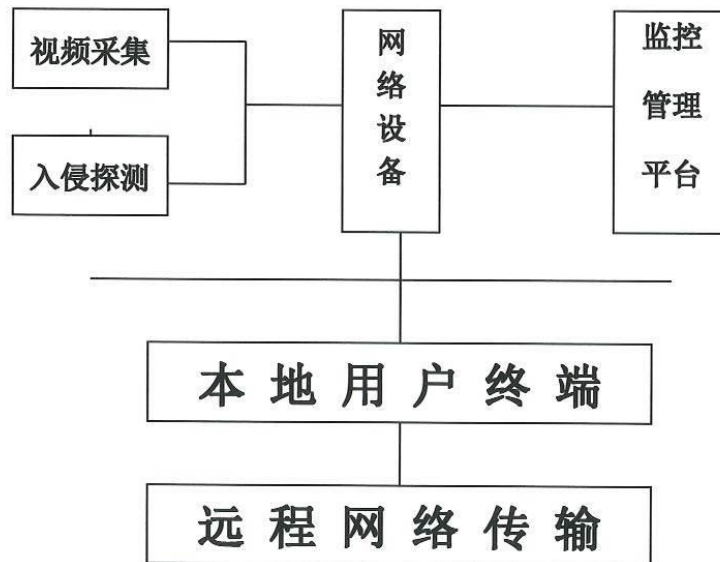 视频采集
入侵探测
网
络
设
备
监控
管理
平台
本地用户终端
远程网络传输